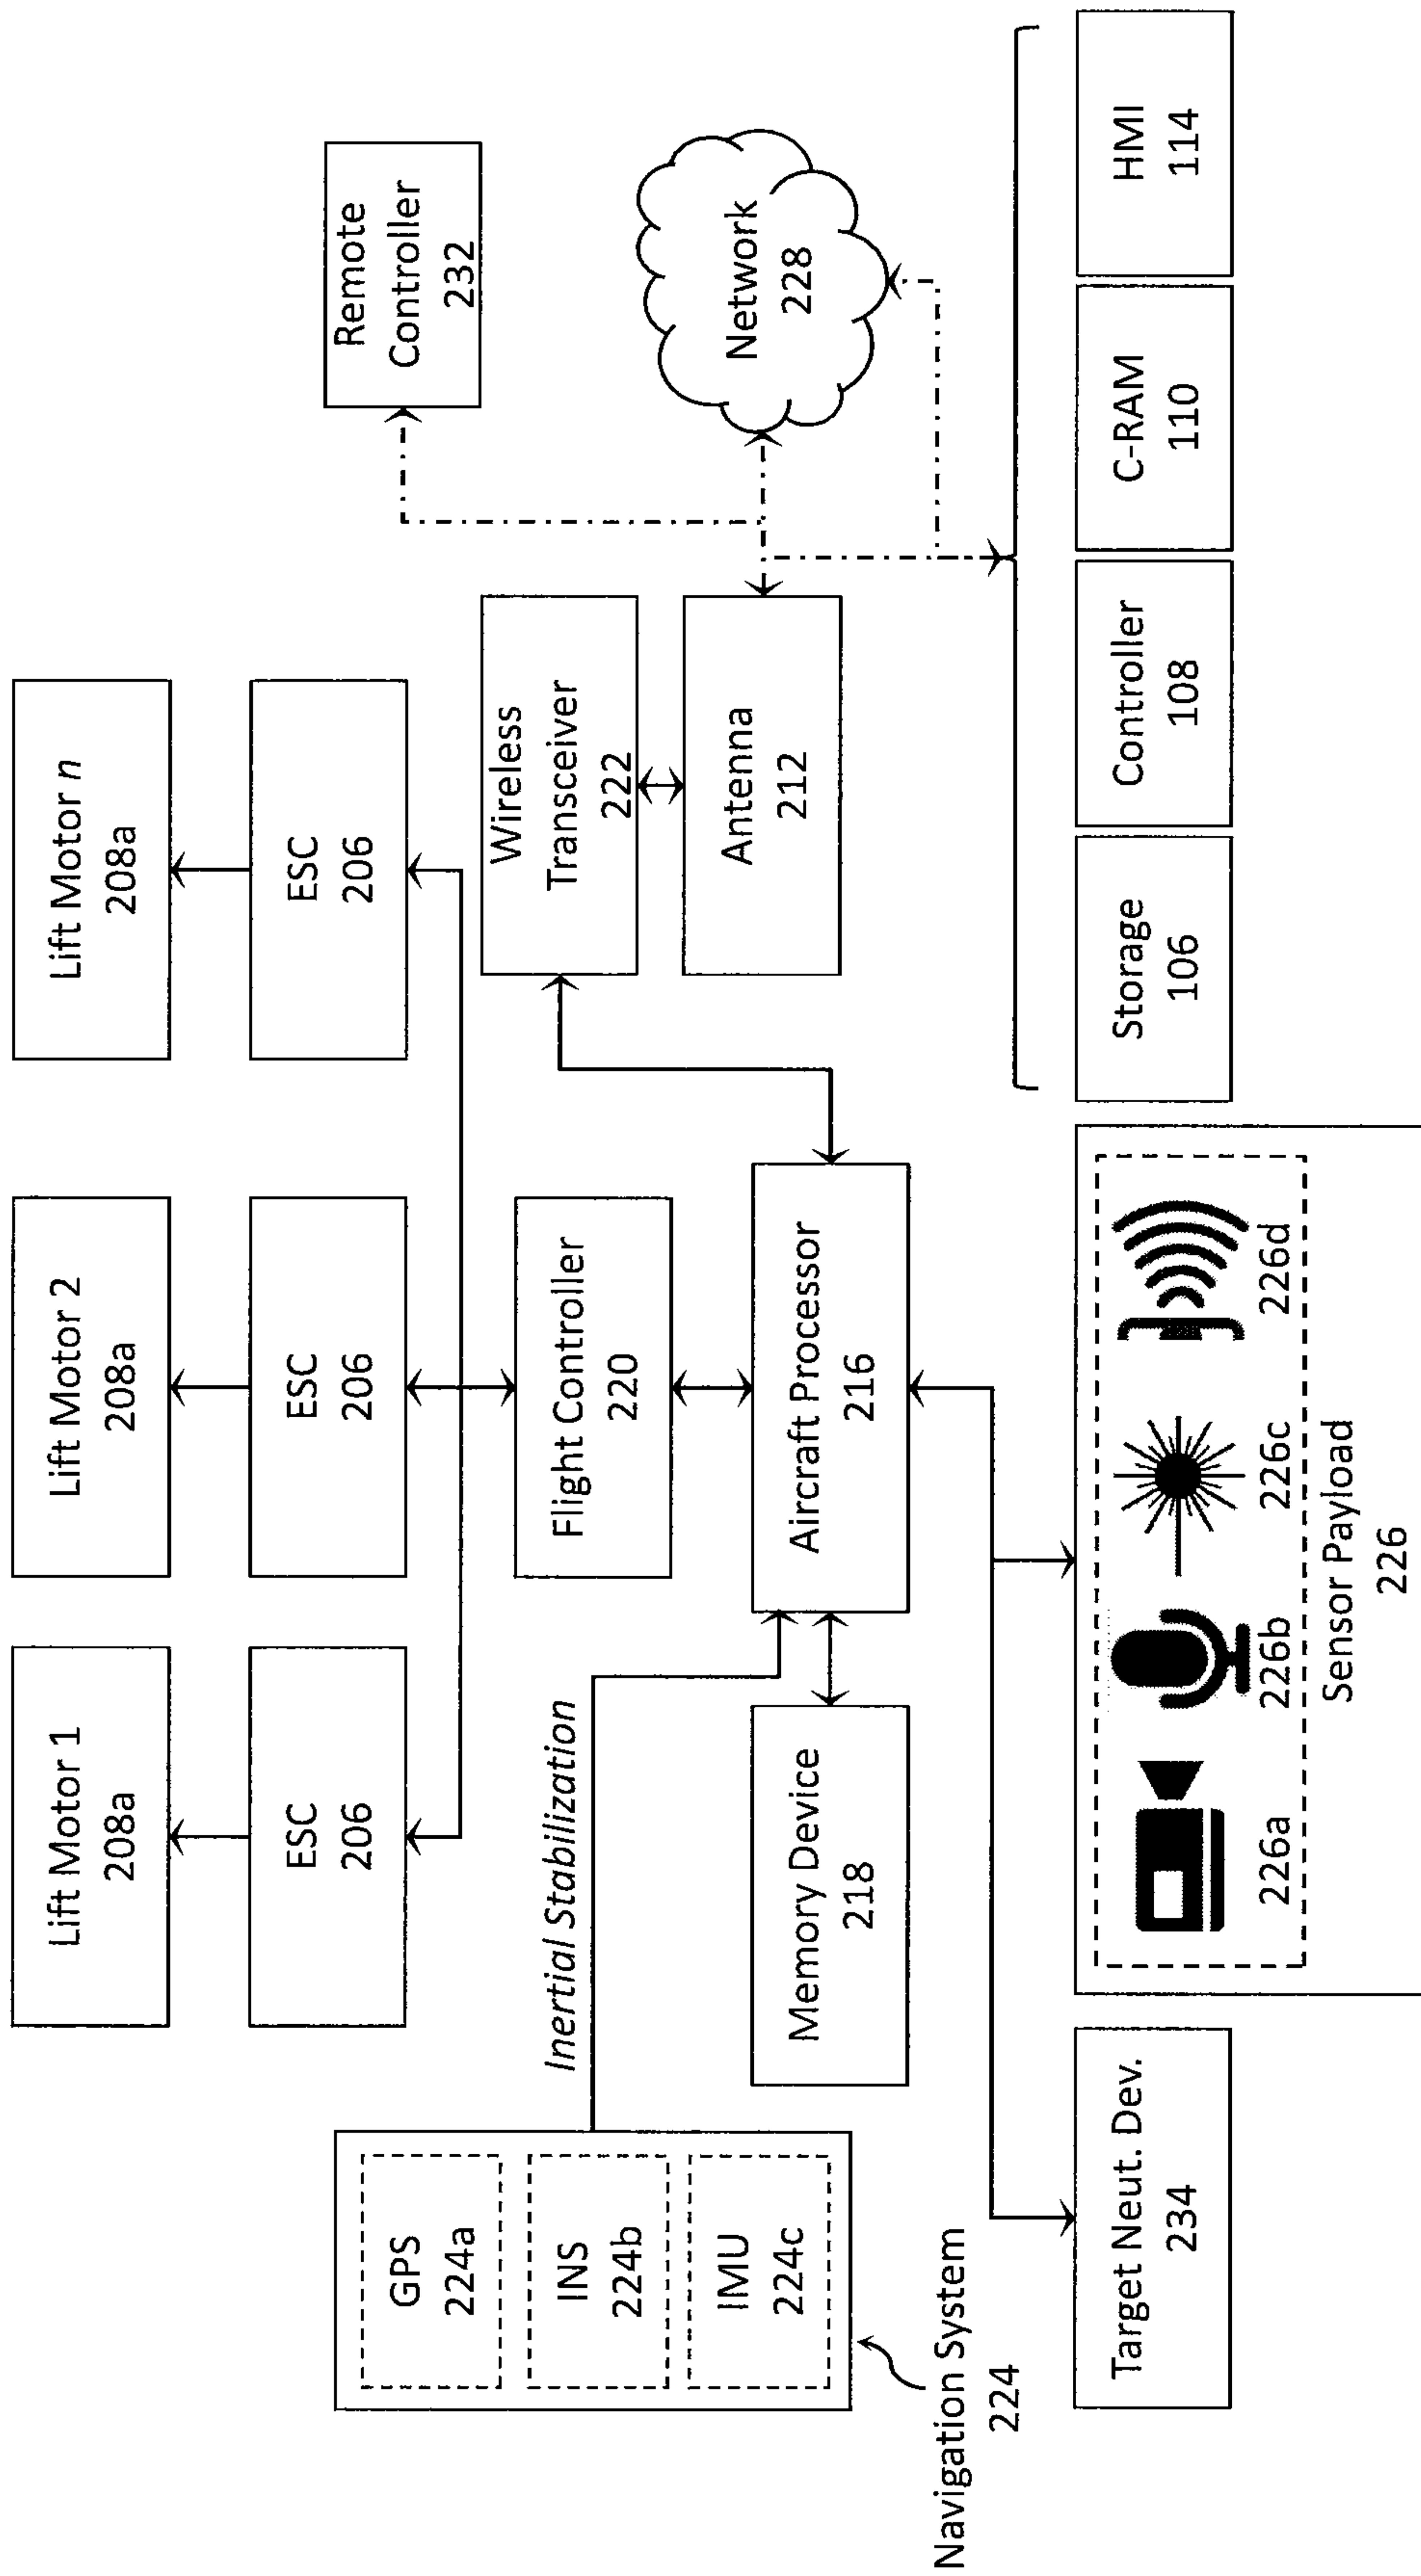 Lift Motor 1
208a
Lift Motor 2
208a
Lift Motor n
208a
ESC
206
ESC
206
ESC
206
Remote
Controller
232
GPS
224a
INS
224b
IMU
224c
Navigation System
224
Inertial Stabilization
Flight Controller
220
Wireless
Transceiver
222
Antenna
212
Network
228
Memory Device
218
Aircraft Processor
216
Target Neut. Dev.
234
226a
226b
226c
226d
Sensor Payload
226
Storage
106
Controller
108
C-RAM
110
HMI
114